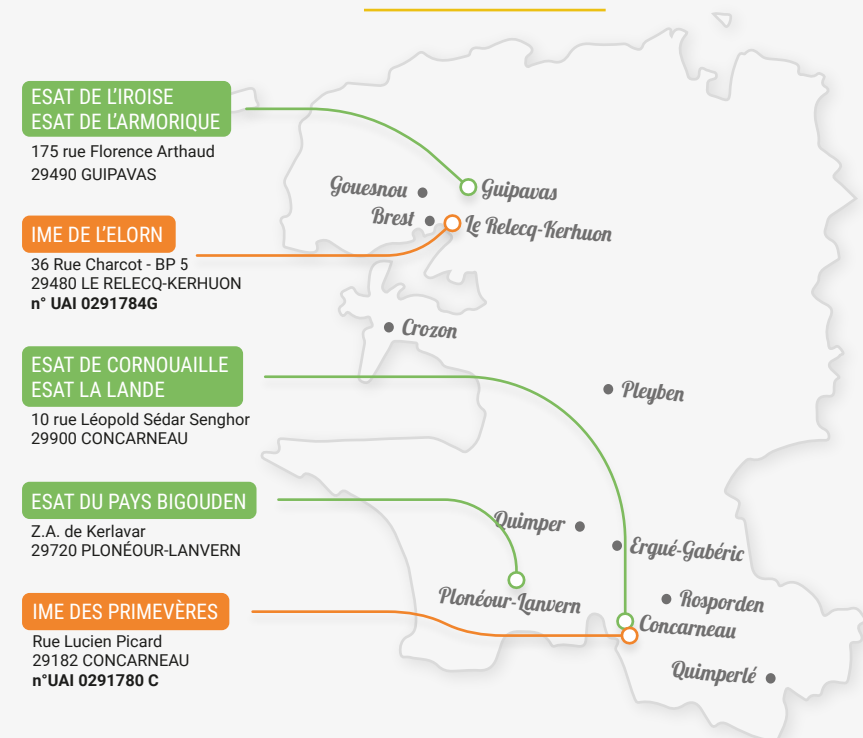 ESAT DE L'IROISE
ESAT DE L'ARMORIQUE
175 rue Florence Arthaud
29490 GUIPAVAS
IME DE L'ELORN
36 Rue Charcot - BP 5
29480 LE RELECQ-KERHUON
n° UAI 0291784G
ESAT DE CORNOUAILLE
ESAT LA LANDE
10 rue Léopold Sédar Senghor
29900 CONCARNEAU
ESAT DU PAYS BIGOUDEN
Z.A. de Kerlavar
29720 PLONÉOUR-LANVERN
IME DES PRIMEVÈRES
Rue Lucien Picard
29182 CONCARNEAU
n°UAI 0291780 C
Gouesnou
Guipavas
Brest
Le Relecq-Kerhuon
Crozon
Pleyben
Quimper
Ergué-Gabéric
Plonéour-Lanvern
Rosporden
Concarneau
Quimperlé